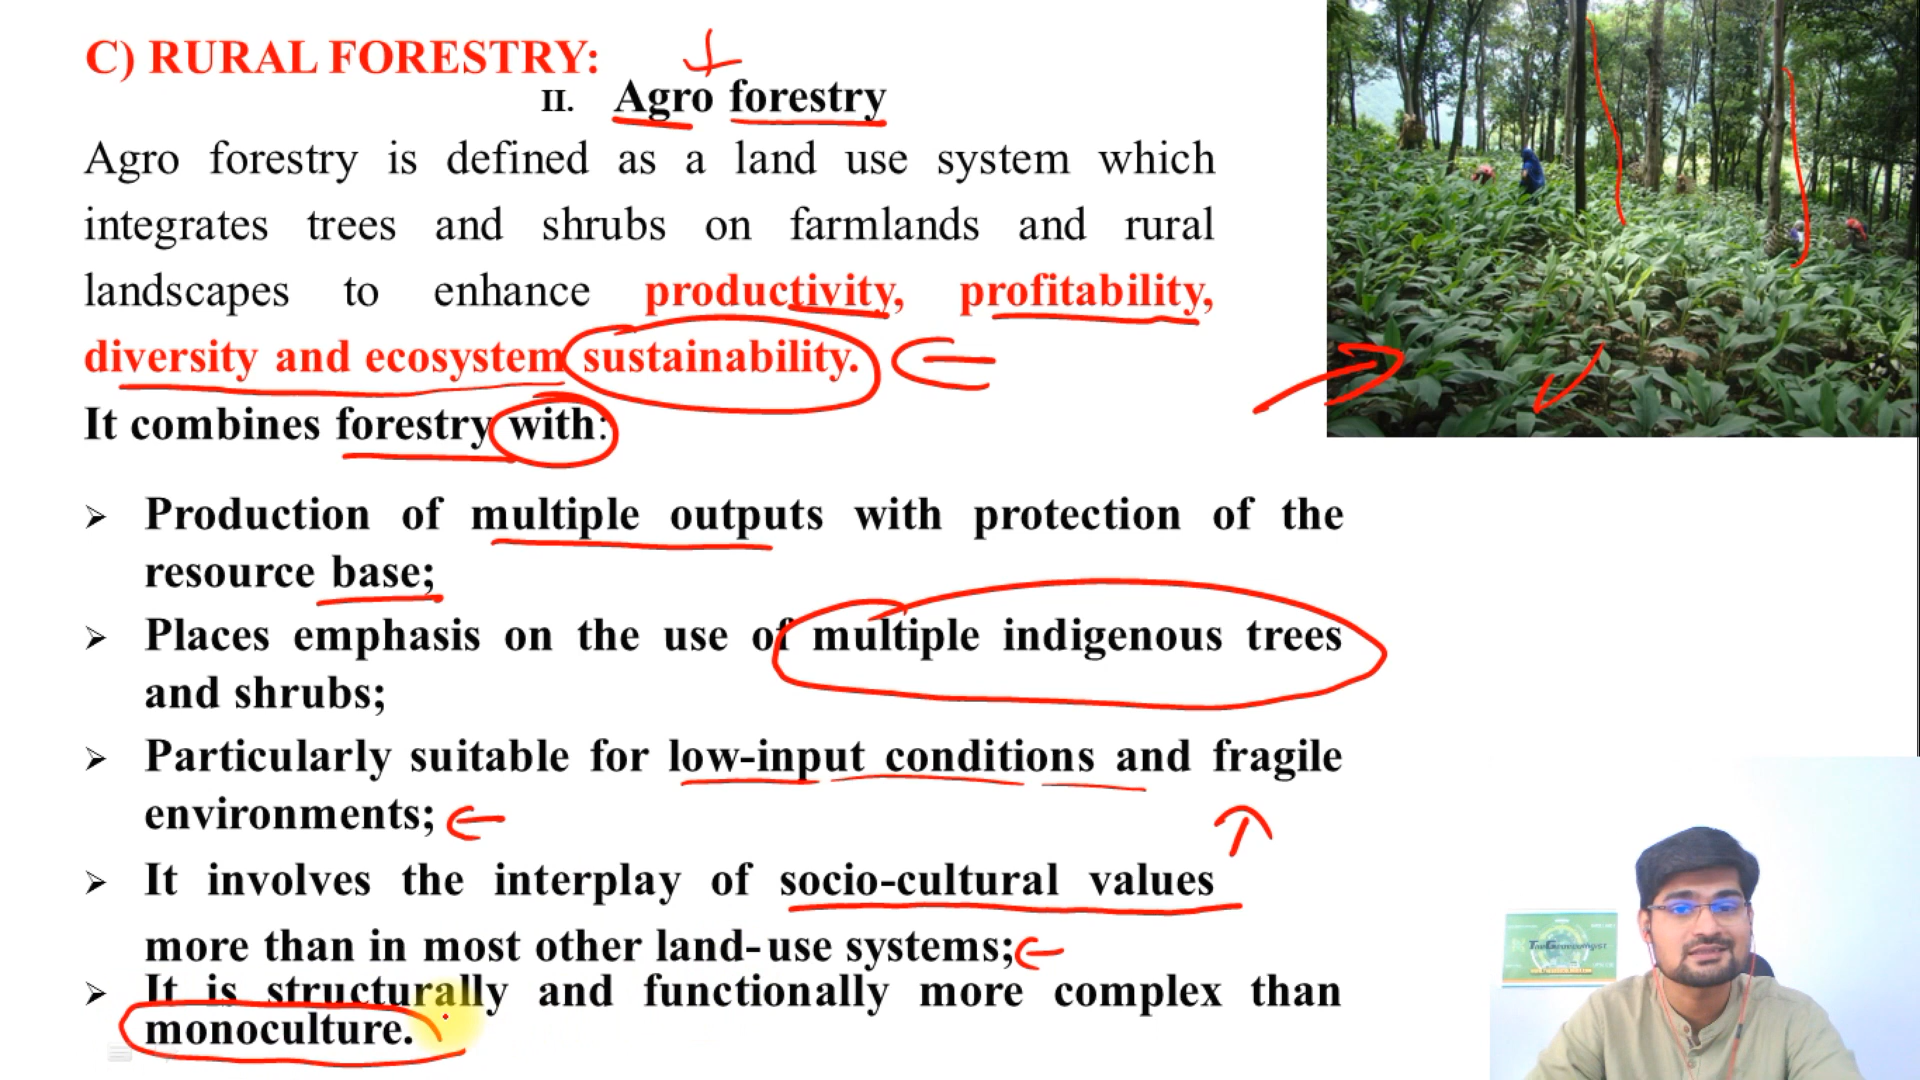 C) RURAL FORESTRY:
II. Agro forestry
Agro forestry is defined as a land use system which
integrates trees and shrubs on farmlands and rural
landscapes to enhance productivity, profitability,
diversity and ecosystem sustainability.
It combines forestry with:
➢ Production of multiple outputs with protection of the
resource base;
➢ Places emphasis on the use of multiple indigenous trees
and shrubs;
➢ Particularly suitable for low-input conditions and fragile
environments;
➢ It involves the interplay of socio-cultural values
more than in most other land-use systems;
➢ It is structurally and functionally more complex than
monoculture.